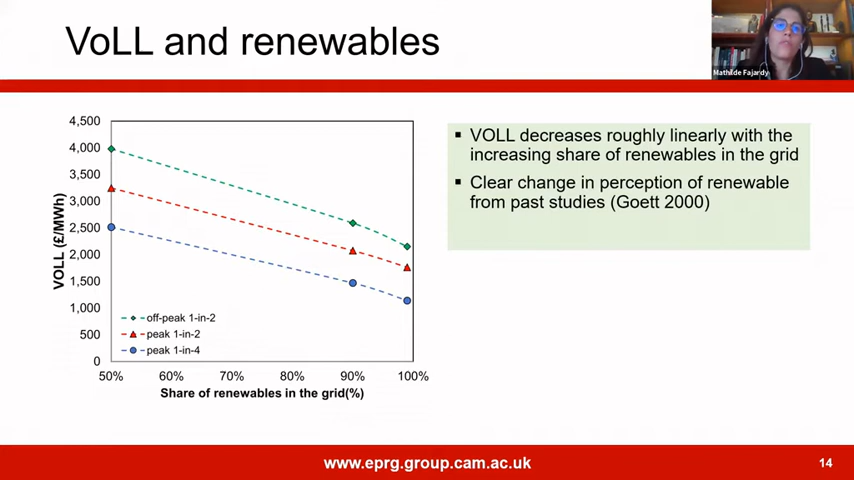 VoLL and renewables
Mathilde Fajardy
4,500
4,000
3,500
3,000
2,500
2,000
1,500
1,000
500
0
VOLL (£/MWh)
off-peak 1-in-2
peak 1-in-2
peak 1-in-4
50% 60% 70% 80% 90% 100%
Share of renewables in the grid(%)
▪ VOLL decreases roughly linearly with the
increasing share of renewables in the grid
▪ Clear change in perception of renewable
from past studies (Goett 2000)
www.eprg.group.cam.ac.uk
14